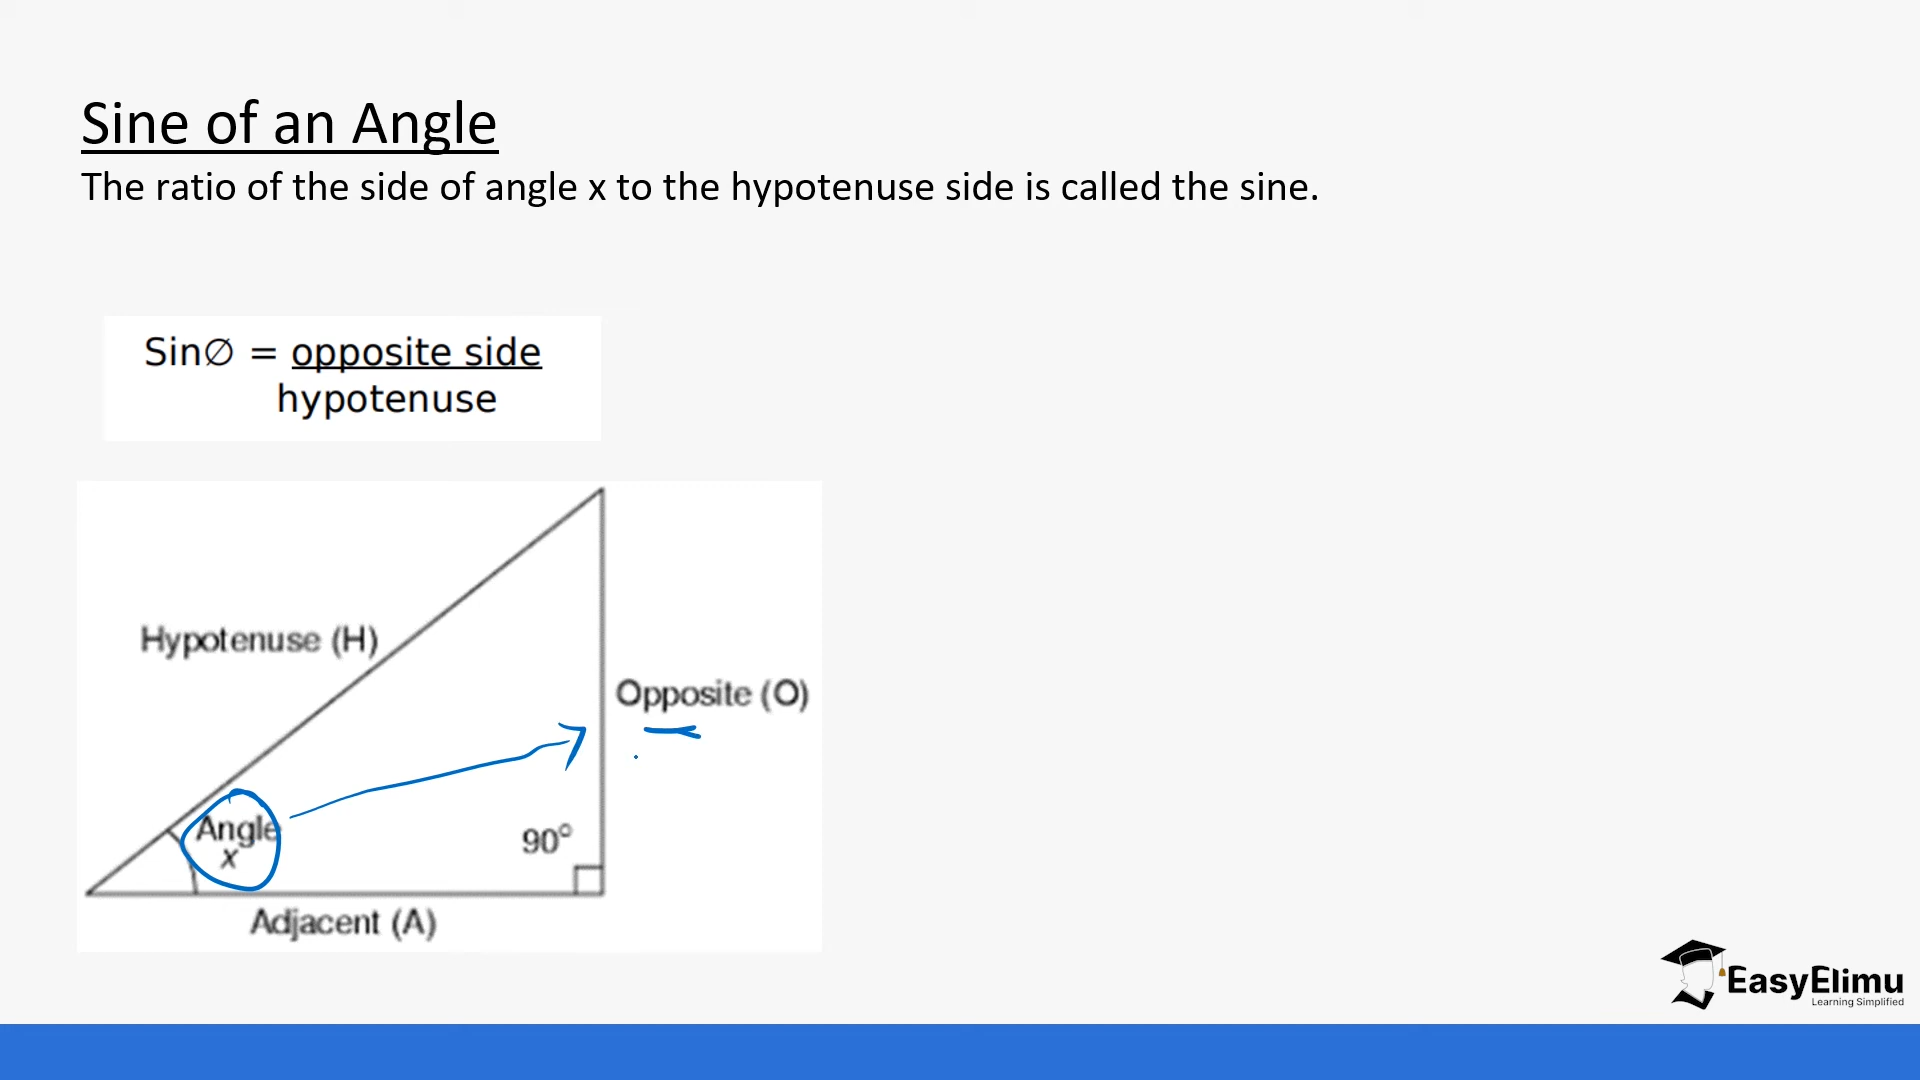 Sine of an Angle
The ratio of the side of angle x to the hypotenuse side is called the sine.
Sin∅ = opposite side
hypotenuse
Hypotenuse (H)
Opposite (O)
Angle
x
90°
Adjacent (A)
EasyElimu
Learning Simplified